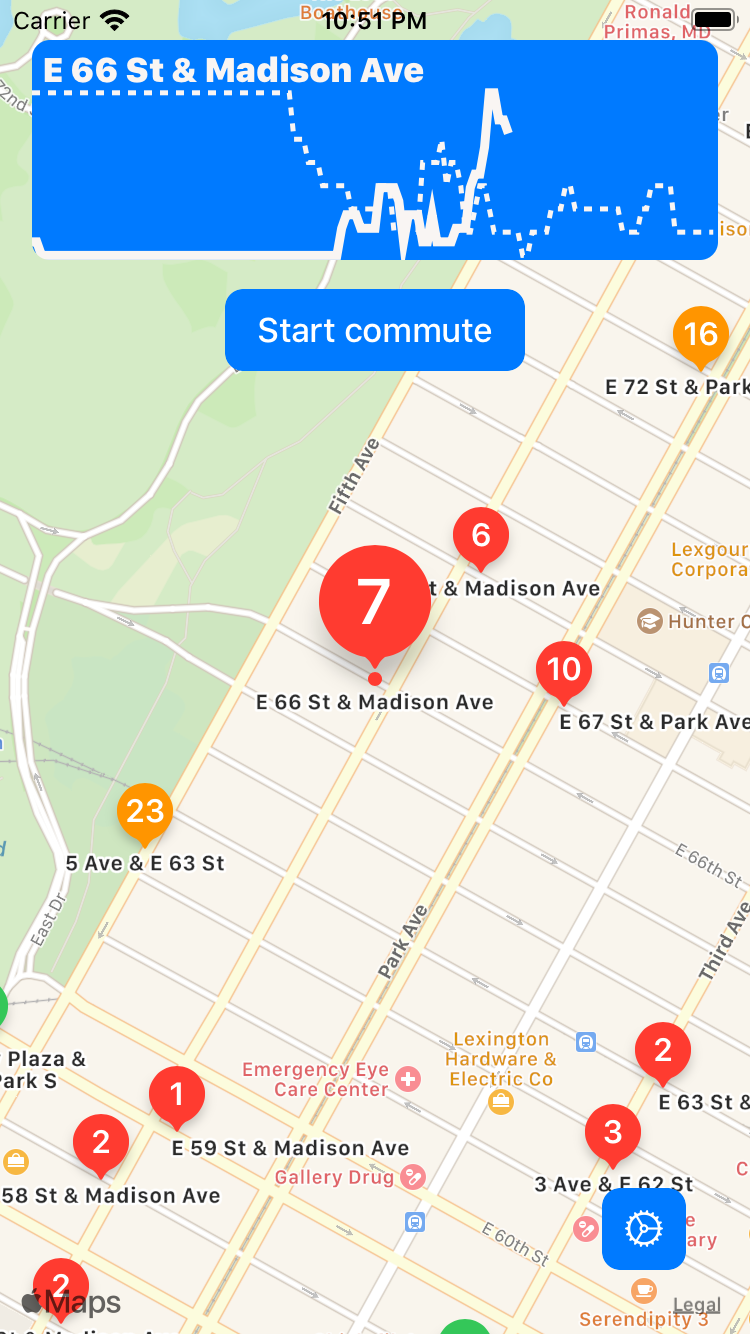 Carrier
10:51 PM
Boathouse
Ronald
Primas, MD
72nd
E 66 St & Madison Ave
Start commute
16
E 72 St & Park
Fifth Ave
6
t & Madison Ave
Lexgour
Corpora
7
Hunter C
E 66 St & Madison Ave
10
E 67 St & Park Ave
23
5 Ave & E 63 St
E 66th St
East Dr
Park Ave
Third Ave
Plaza &
Park S
Lexington
Hardware &
Electric Co
Emergency Eye
Care Center
2
E 63 St &
1
E 59 St & Madison Ave
2
58 St & Madison Ave
3
3 Ave & E 62 St
Gallery Drug
E 60th St
2
Maps
Legal
Serendipity 3